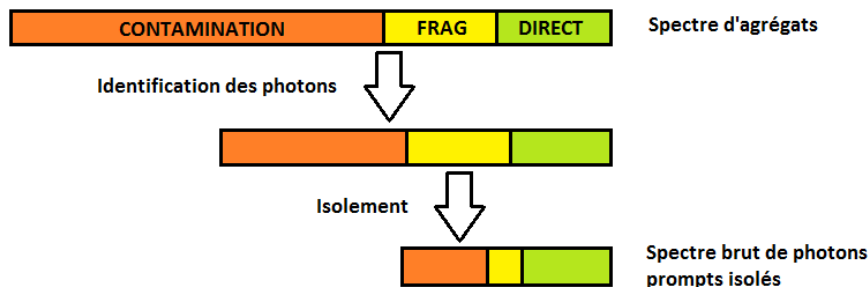 CONTAMINATION FRAG DIRECT Spectre d'agrégats
Identification des photons
Isolement
Spectre brut de photons
prompts isolés